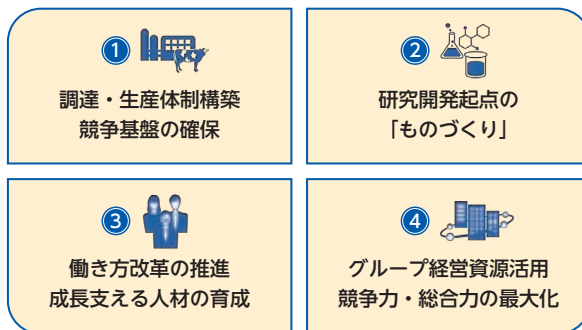 1
調達・生産体制構築
競争基盤の確保
2
研究開発起点の
「ものづくり」
3
働き方改革の推進
成長支える人材の育成
4
グループ経営資源活用
競争力・総合力の最大化